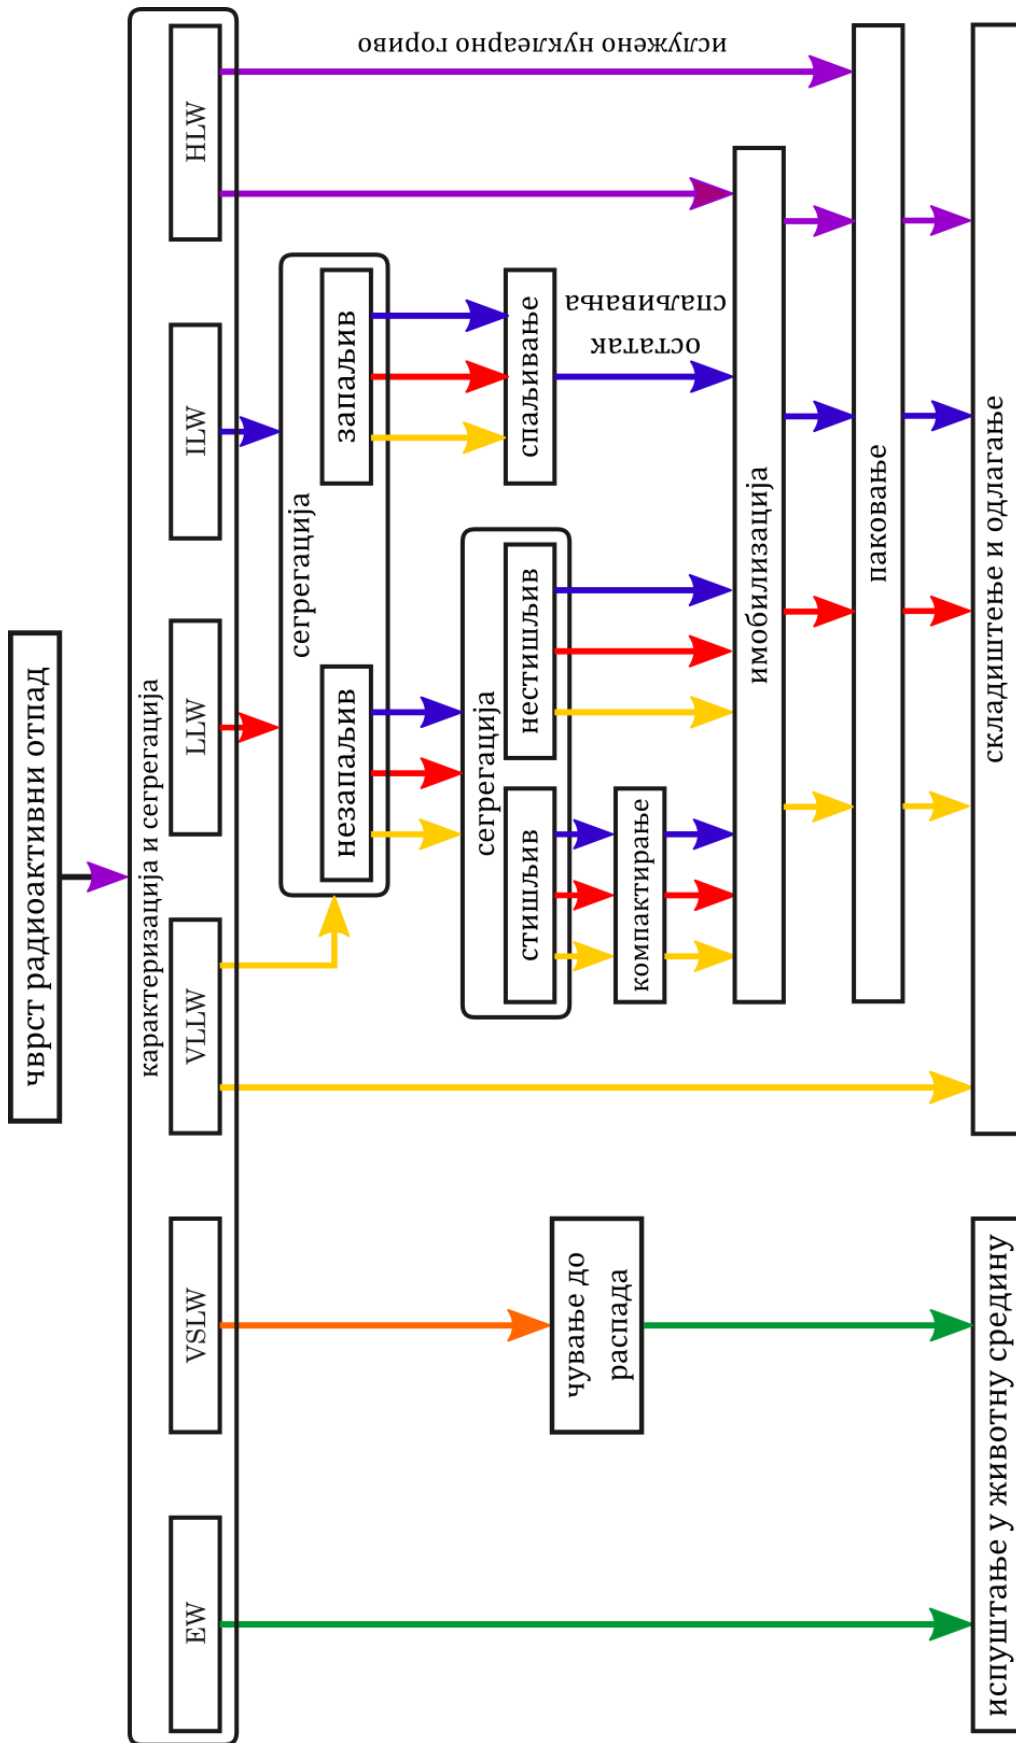 чврст радиоактивни отпад
карактеризација и сегрегација
EW
VSLW
VLLW
LLW
ILW
HLW
сегрегација
незапаљив
запаљив
сегрегација
стишљив
нестишљив
спаљивање
чување до
распада
компактирање
остатак
спаљивања
ислужено нуклеарно гориво
имобилизација
паковање
испуштање у животну средину
складиштење и одлагање